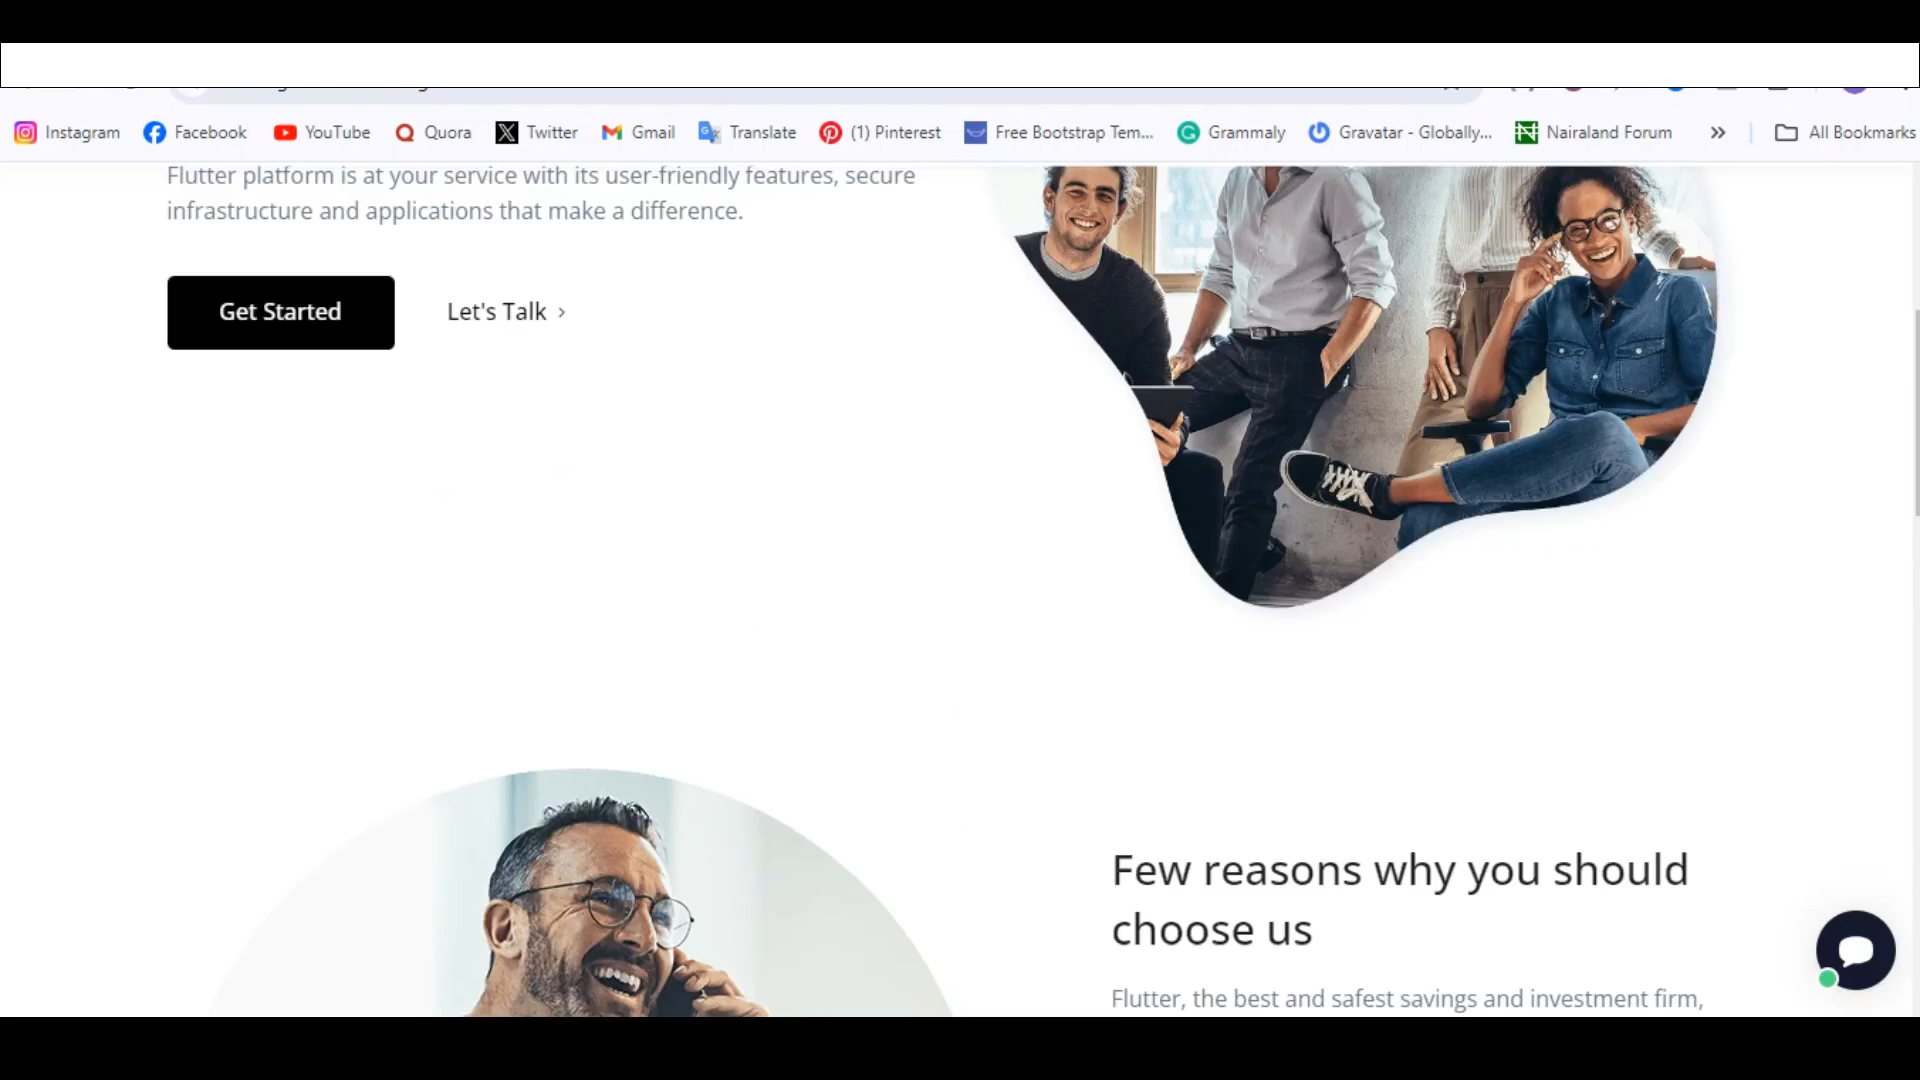 Instagram Facebook YouTube Quora Twitter Gmail Translate (1) Pinterest Free Bootstrap Tem... Grammaly Gravatar - Globally... Nairaland Forum » All Bookmarks
Flutter platform is at your service with its user-friendly features, secure
infrastructure and applications that make a difference.
Get Started Let's Talk ›
Few reasons why you should
choose us
Flutter, the best and safest savings and investment firm,